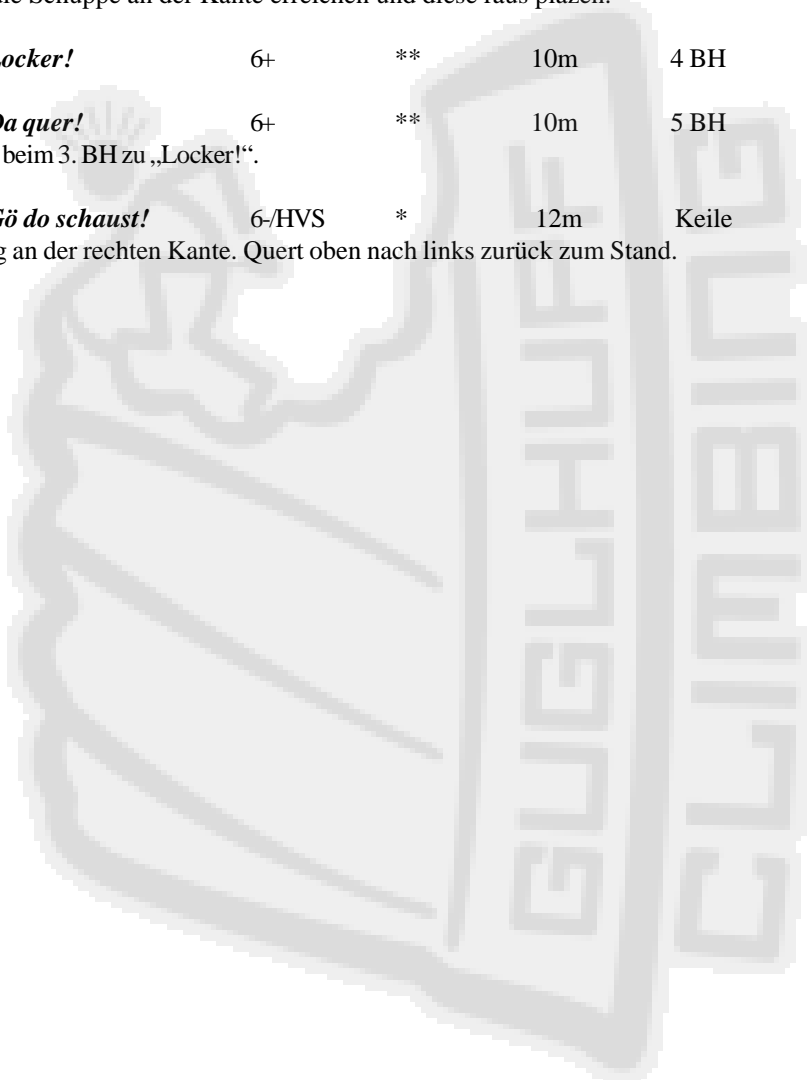 die Schuppe an der Kante erreichen und diese raus plazen.
Locker! 6+ ** 10m 4 BH
Da quer! 6+ ** 10m 5 BH
beim 3. BH zu „Locker!“.
Gö do schaust! 6-/HVS * 12m Keile
an der rechten Kante. Quert oben nach links zurück zum Stand.
GUGLHUPF
CLIMBING